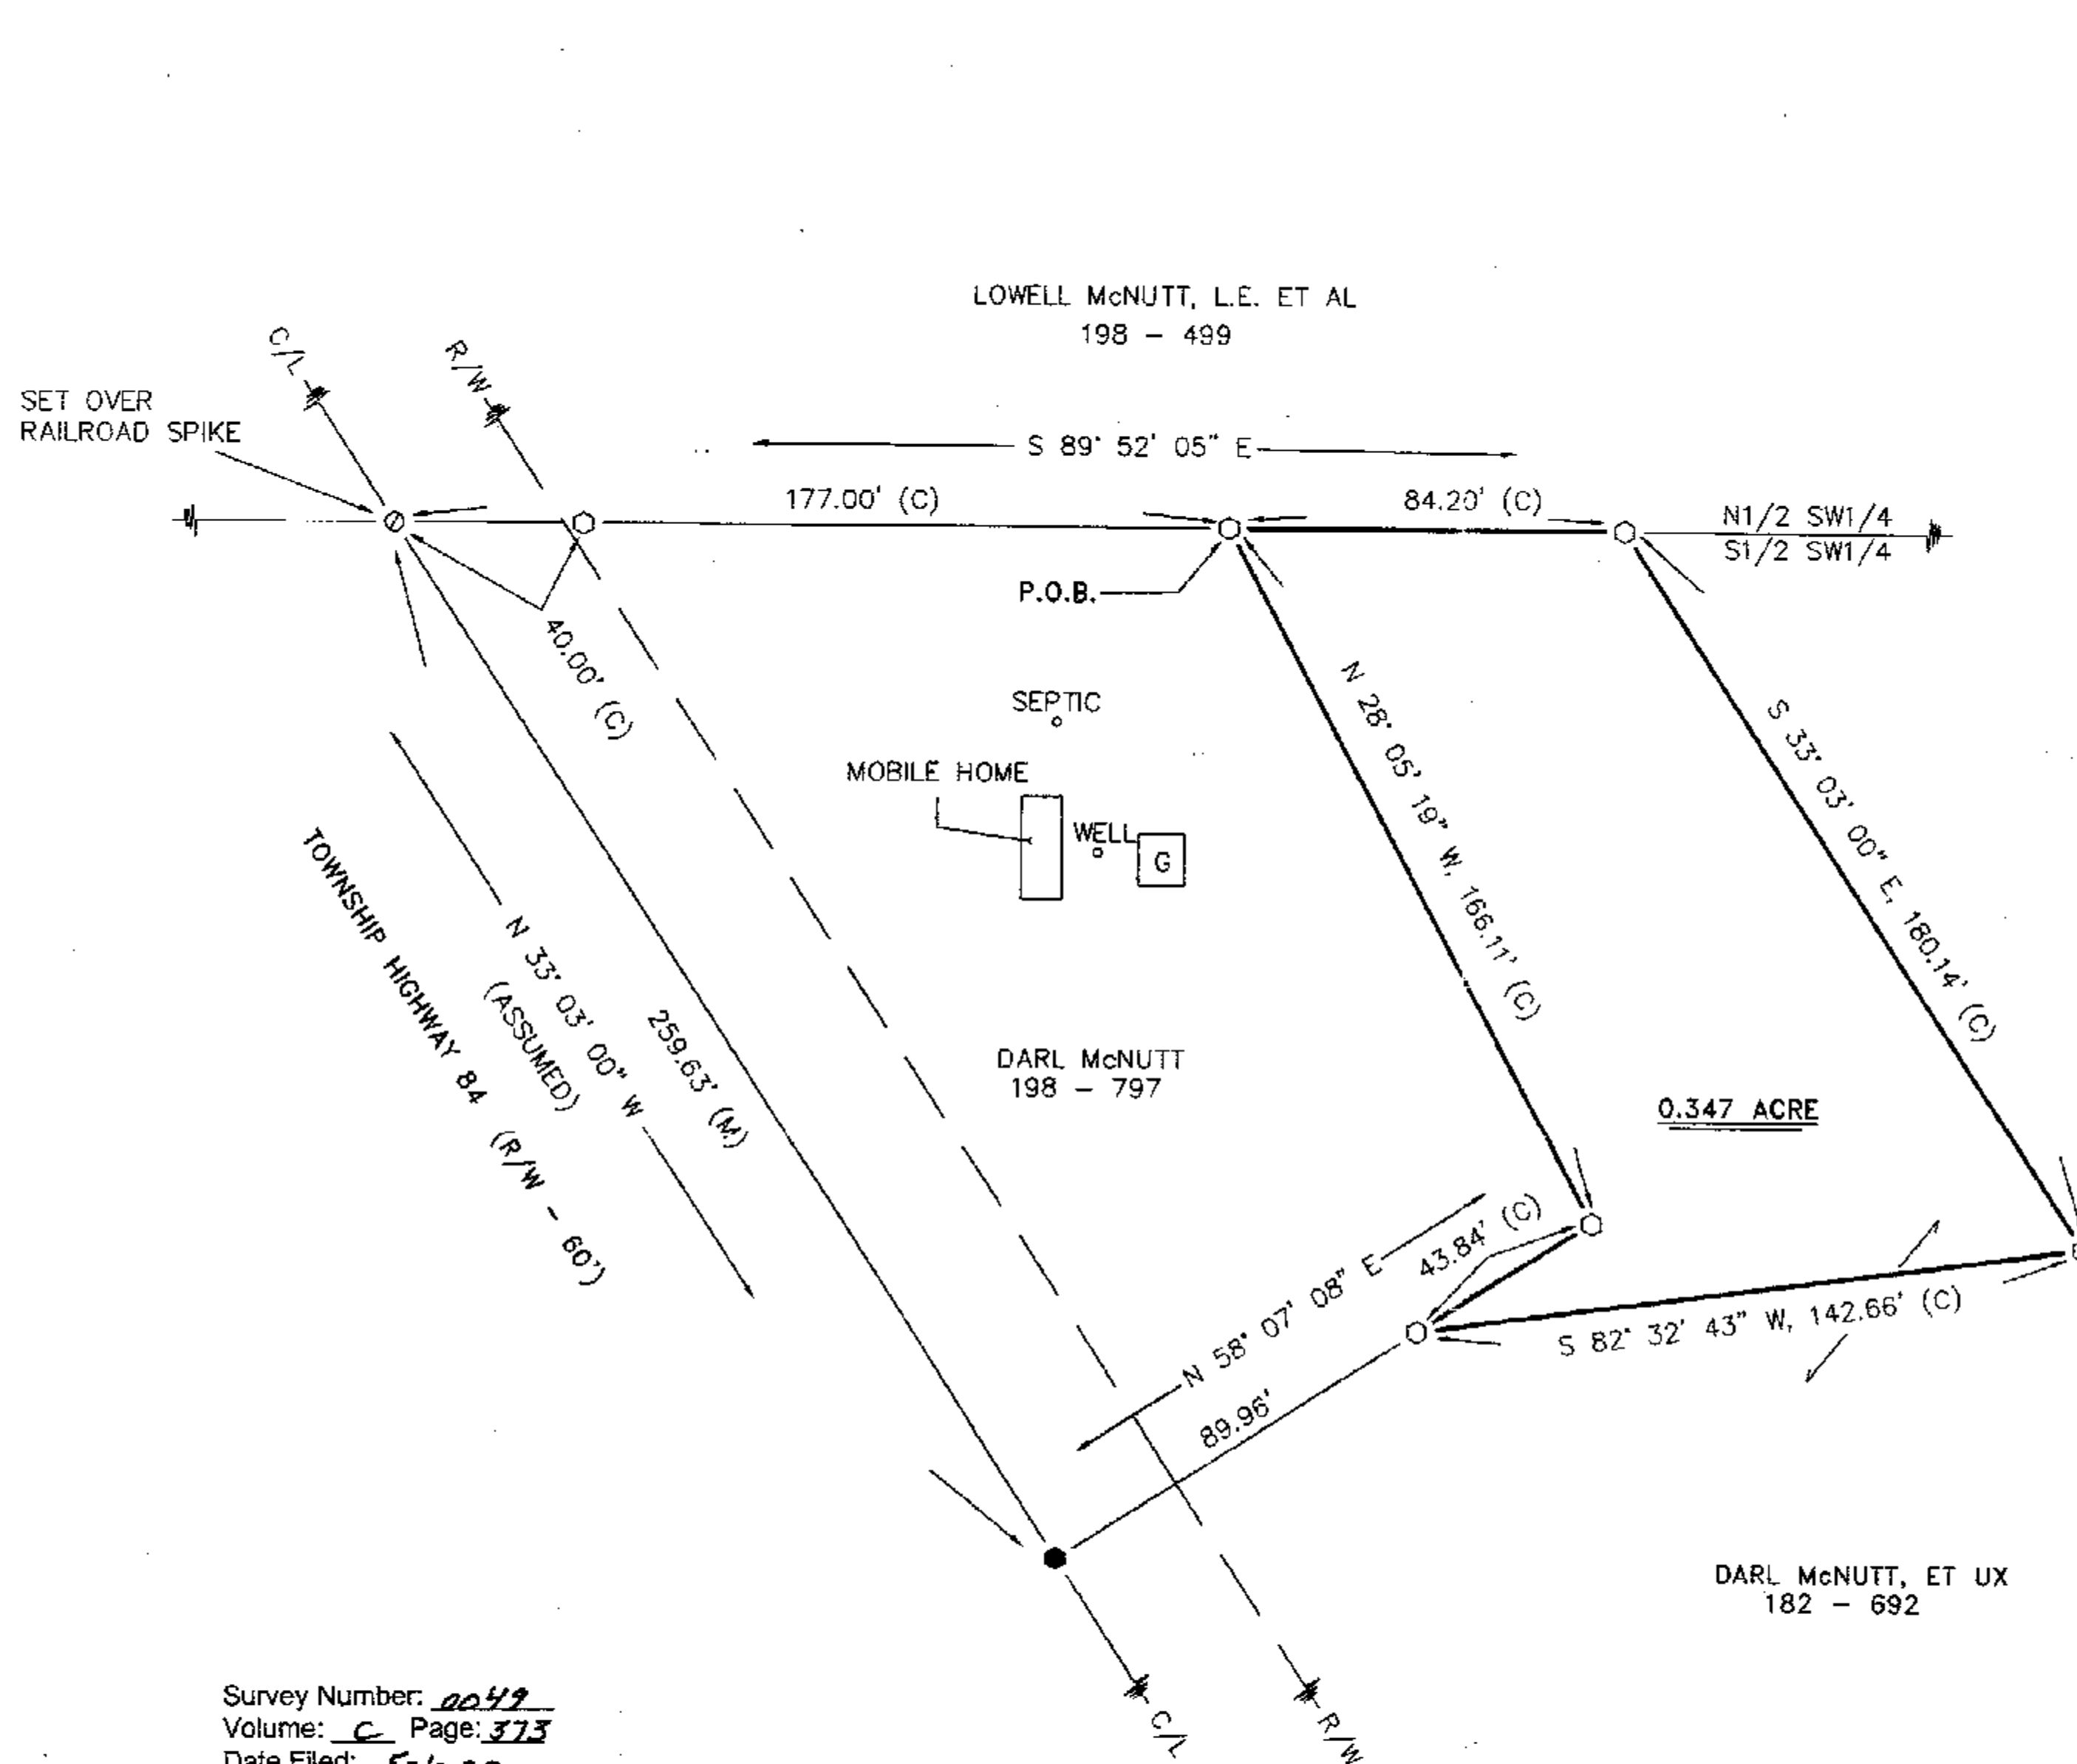 LOWELL McNUTT, L.E. ET AL
198 - 499
C/L
R/W
SET OVER
RAILROAD SPIKE
S 89° 52' 05" E
177.00' (C)
84.20' (C)
N1/2 SW1/4
S1/2 SW1/4
P.O.B.
40.00' (C)
SEPTIC
MOBILE HOME
WELL
G
N 28° 05' 19" W, 166.11' (C)
S 33° 03' 00" E, 180.14' (C)
TOWNSHIP HIGHWAY 84 (R/W - 60')
N 33° 03' 00" W
(ASSUMED)
259.63' (M)
DARL McNUTT
198 - 797
0.347 ACRE
N 58° 07' 08" E
43.84' (C)
S 82° 32' 43" W, 142.66' (C)
89.96'
DARL McNUTT, ET UX
182 - 692
C/L
R/W
Survey Number: 0049
Volume: C Page: 373
Date Filed: